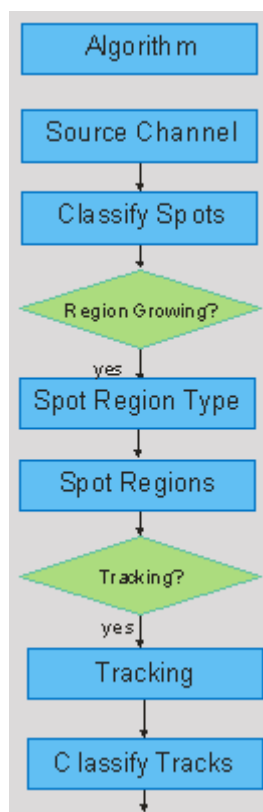 Algorithm
Source Channel
Classify Spots
Region Growing?
yes
Spot Region Type
Spot Regions
Tracking?
yes
Tracking
Classify Tracks